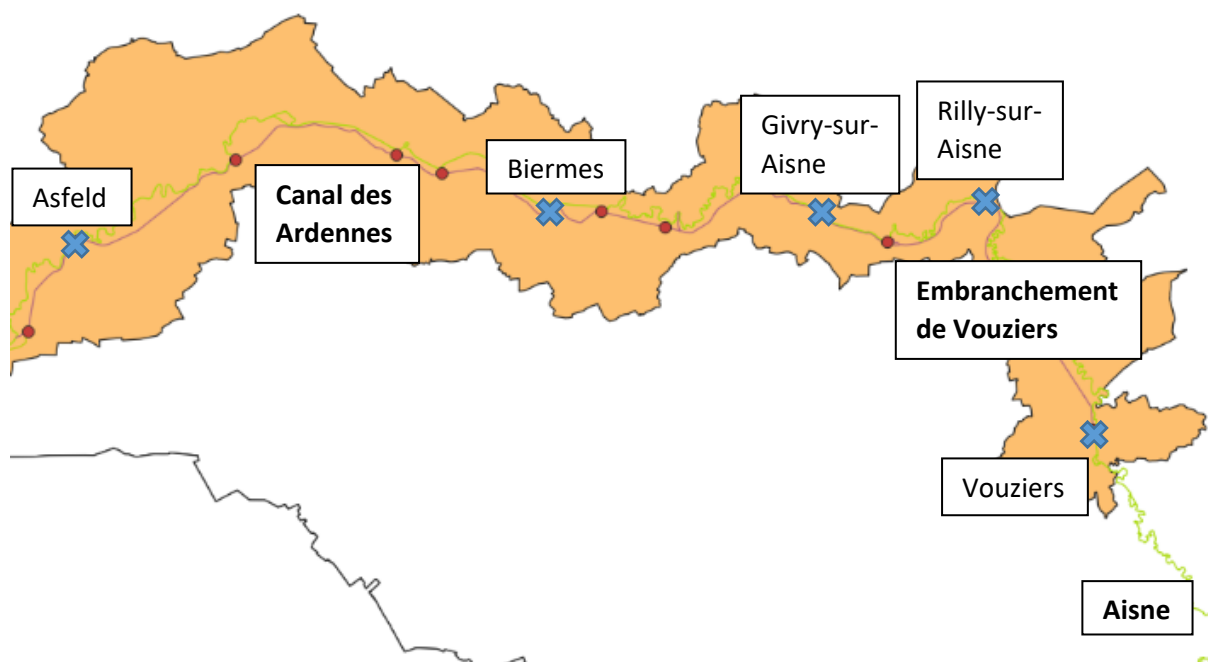 Asfeld
Canal des
Ardennes
Biermes
Givry-sur-
Aisne
Rilly-sur-
Aisne
Embranchement
de Vouziers
Vouziers
Aisne